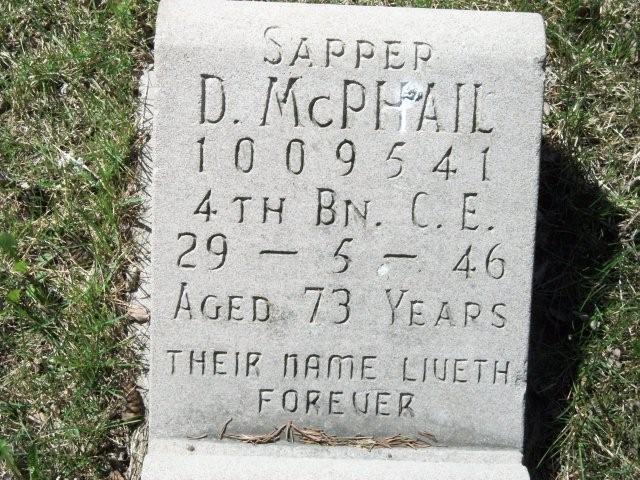 SAPPER
D. McPHAIL
1009541
4TH BN. C. E.
29 — 5 — 46
AGED 73 YEARS
THEIR NAME LIVETH
FOREVER